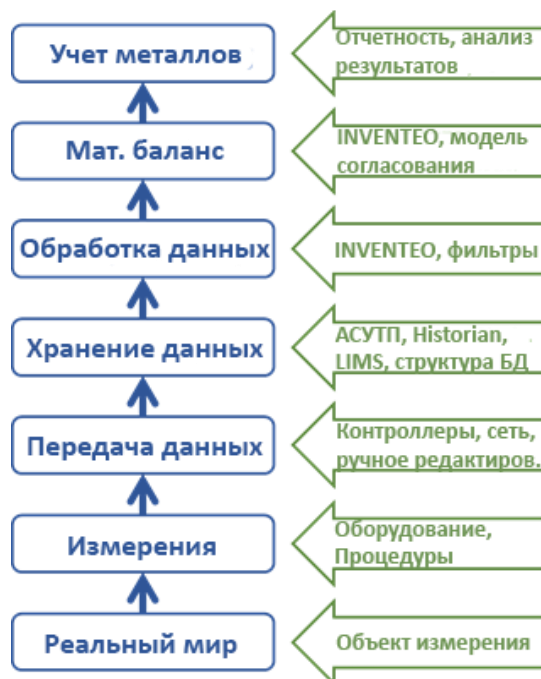 Учет металлов
Отчетность, анализ
результатов
Мат. баланс
INVENTEO, модель
согласования
Обработка данных
INVENTEO, фильтры
Хранение данных
АСУТП, Historian,
LIMS, структура БД
Передача данных
Контроллеры, сеть,
ручное редактиров.
Измерения
Оборудование,
Процедуры
Реальный мир
Объект измерения